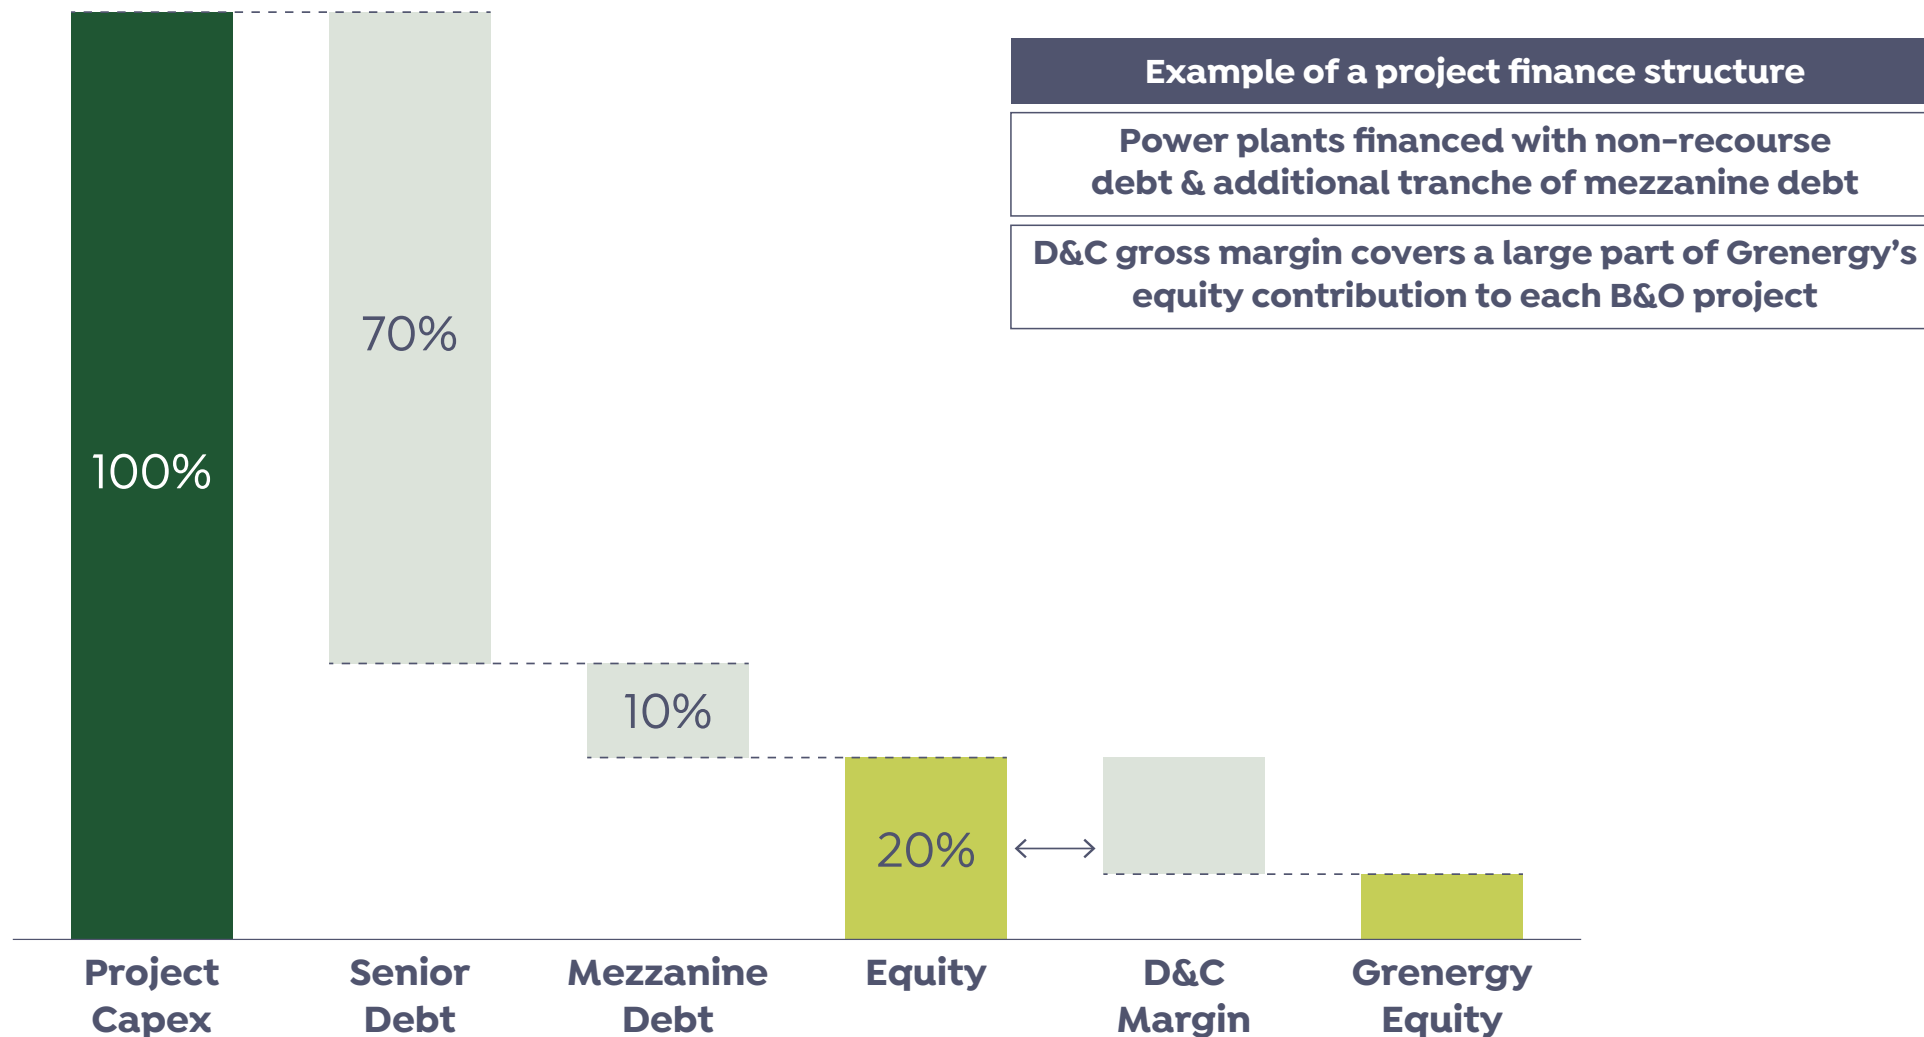 Example of a project finance structure
Power plants financed with non-recourse
debt & additional tranche of mezzanine debt
D&C gross margin covers a large part of Grenergy’s
equity contribution to each B&O project
70%
100%
10%
20%
Project
Capex
Senior
Debt
Mezzanine
Debt
Equity
D&C
Margin
Grenergy
Equity